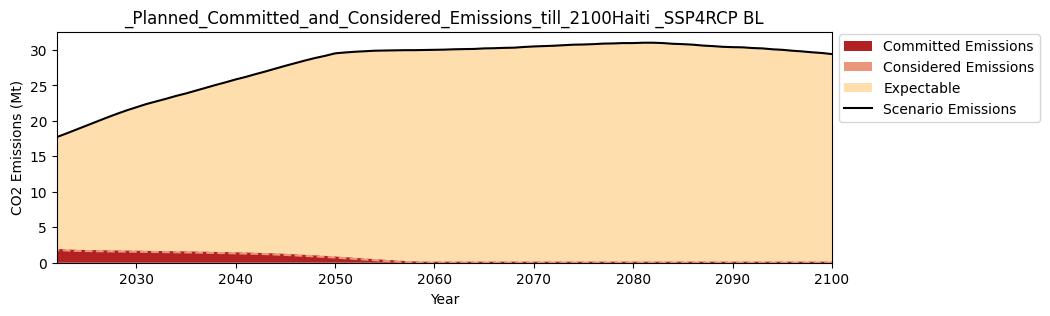 _Planned_Committed_and_Considered_Emissions_till_2100Haiti _SSP4RCP BL
CO2 Emissions (Mt)
30
25
20
15
10
5
0
2030 2040 2050 2060 2070 2080 2090 2100
Year
Committed Emissions
Considered Emissions
Expectable
Scenario Emissions